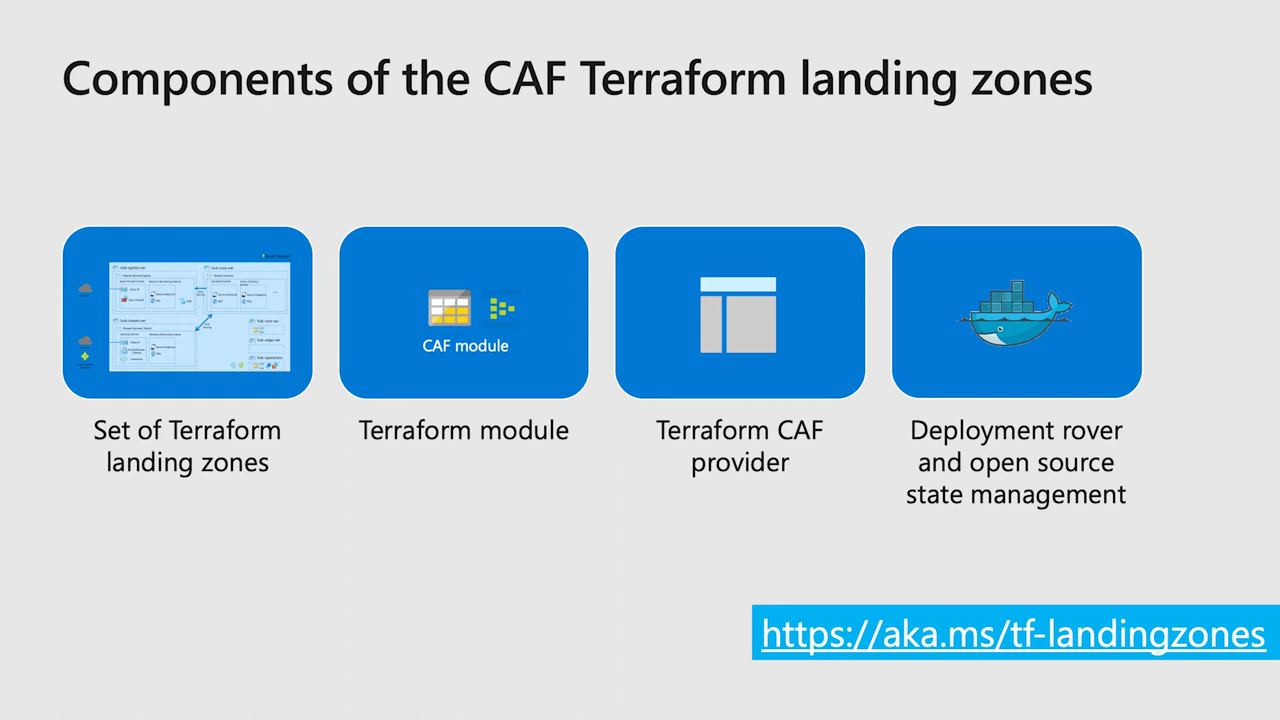 Components of the CAF Terraform landing zones
CAF module
Set of Terraform
landing zones
Terraform module
Terraform CAF
provider
Deployment rover
and open source
state management
https://aka.ms/tf-landingzones